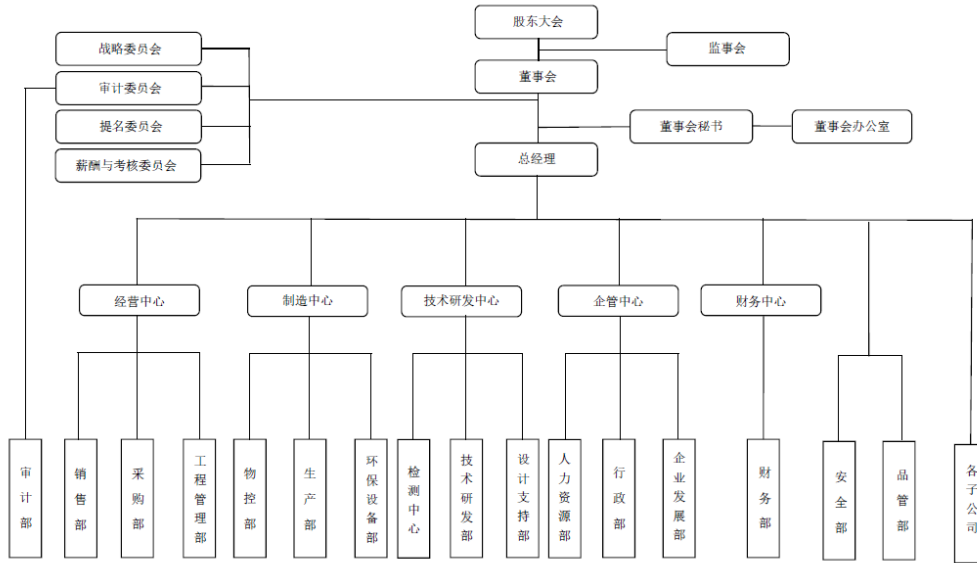 股东大会
战略委员会
监事会
审计委员会
董事会
提名委员会
董事会秘书
董事会办公室
薪酬与考核委员会
总经理
经营中心
制造中心
技术研发中心
企管中心
财务中心
审计部
销售部
采购部
工程管理部
物控部
生产部
环保设备部
检测中心
技术研发部
设计支持部
人力资源部
行政部
企业发展部
财务部
安全部
品管部
各子公司